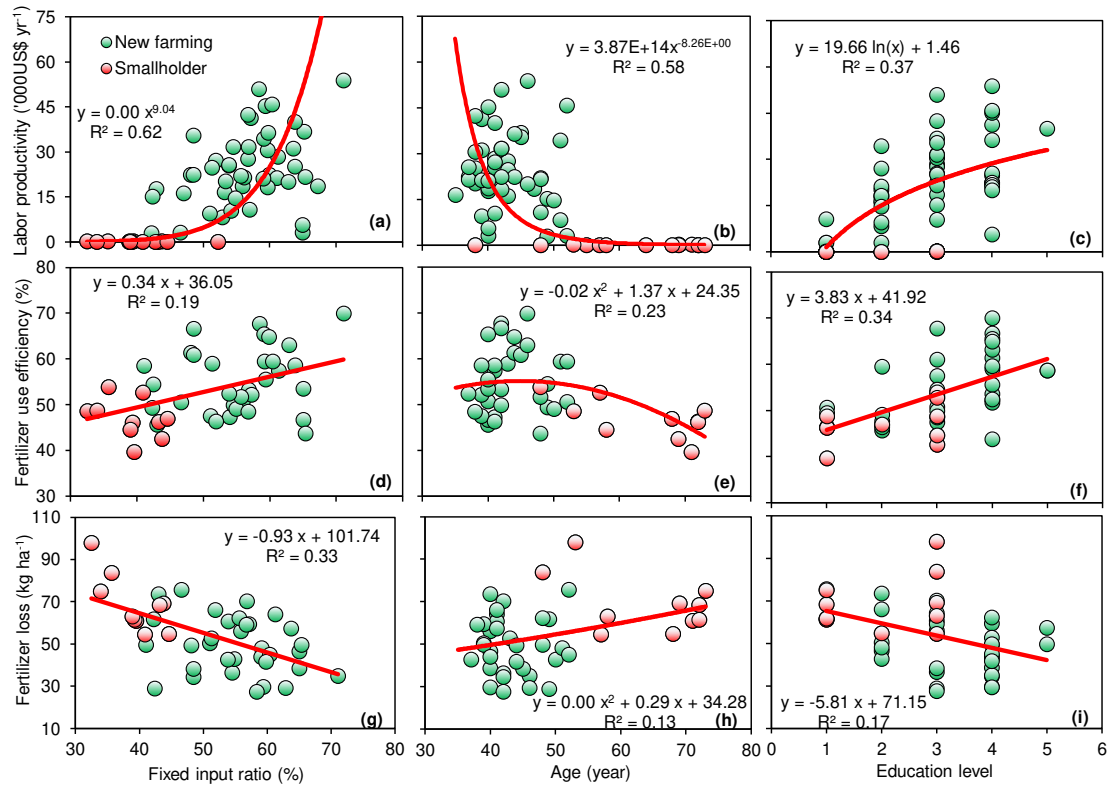 Labor productivity ('000US$ yr⁻¹)
75
60
45
30
15
0
New farming
Smallholder
y = 0.00 x^9.04
R² = 0.62
(a)
y = 3.87E+14x^-8.26E+00
R² = 0.58
(b)
y = 19.66 ln(x) + 1.46
R² = 0.37
(c)
Fertilizer use efficiency (%)
80
70
60
50
40
30
y = 0.34 x + 36.05
R² = 0.19
(d)
y = -0.02 x² + 1.37 x + 24.35
R² = 0.23
(e)
y = 3.83 x + 41.92
R² = 0.34
(f)
Fertilizer loss (kg ha⁻¹)
110
90
70
50
30
10
y = -0.93 x + 101.74
R² = 0.33
(g)
y = 0.00 x² + 0.29 x + 34.28
R² = 0.13
(h)
y = -5.81 x + 71.15
R² = 0.17
(i)
30 40 50 60 70 80
Fixed input ratio (%)
30 40 50 60 70 80
Age (year)
0 1 2 3 4 5 6
Education level